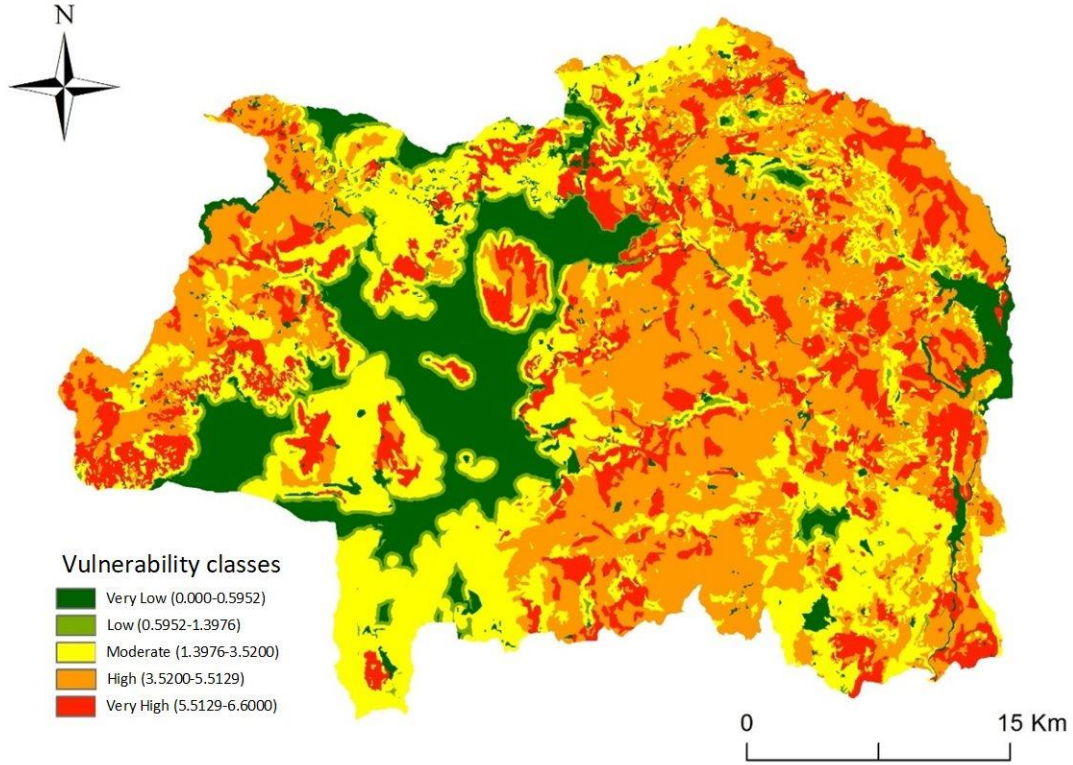 N
Vulnerability classes
Very Low (0.000-0.5952)
Low (0.5952-1.3976)
Moderate (1.3976-3.5200)
High (3.5200-5.5129)
Very High (5.5129-6.6000)
0 15 Km